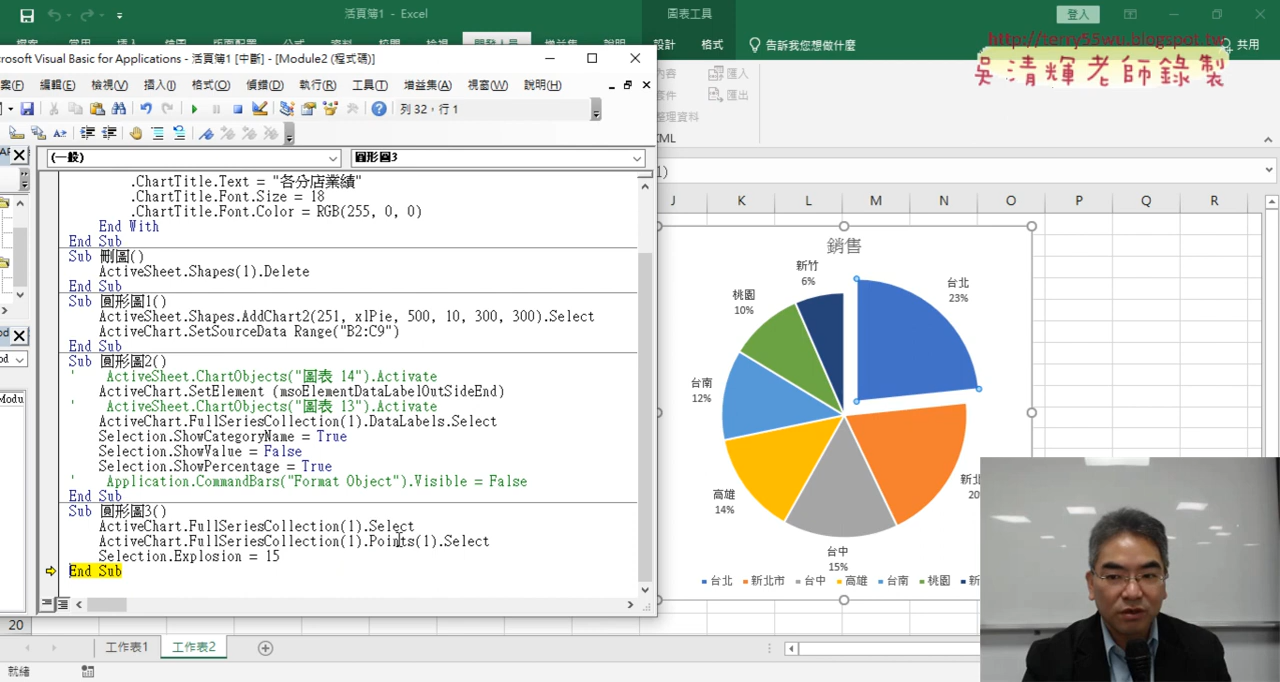 活頁簿1 - Excel
圖表工具
登入
http://terry55wu.blogspot.tw
吳清輝老師錄製
設計
格式
告訴我您想做什麼
共用
匯入
匯出
整理資料
Microsoft Visual Basic for Applications - 活頁簿1 [中斷] - [Module2 (程式碼)]
編輯(E) 檢視(V) 插入(I) 格式(O) 偵錯(D) 執行(R) 工具(T) 增益集(A) 視窗(W) 說明(H)
列 32，行 1
(一般)
圓形圖3
.ChartTitle.Text = "各分店業績"
.ChartTitle.Font.Size = 18
.ChartTitle.Font.Color = RGB(255, 0, 0)
End With
End Sub
Sub 刪圖()
ActiveSheet.Shapes(1).Delete
End Sub
Sub 圓形圖1()
ActiveSheet.Shapes.AddChart2(251, xlPie, 500, 10, 300, 300).Select
ActiveChart.SetSourceData Range("B2:C9")
End Sub
Sub 圓形圖2()
' ActiveSheet.ChartObjects("圖表 14").Activate
ActiveChart.SetElement (msoElementDataLabelOutSideEnd)
' ActiveSheet.ChartObjects("圖表 13").Activate
ActiveChart.FullSeriesCollection(1).DataLabels.Select
Selection.ShowCategoryName = True
Selection.ShowValue = False
Selection.ShowPercentage = True
' Application.CommandBars("Format Object").Visible = False
End Sub
Sub 圓形圖3()
ActiveChart.FullSeriesCollection(1).Select
ActiveChart.FullSeriesCollection(1).Points(1).Select
Selection.Explosion = 15
End Sub
J K L M N O P Q R
銷售
新竹
6%
台北
23%
桃園
10%
台南
12%
高雄
14%
台中
15%
新北
20
台北 新北市 台中 高雄 台南 桃園 新
20
工作表1
工作表2
就緒